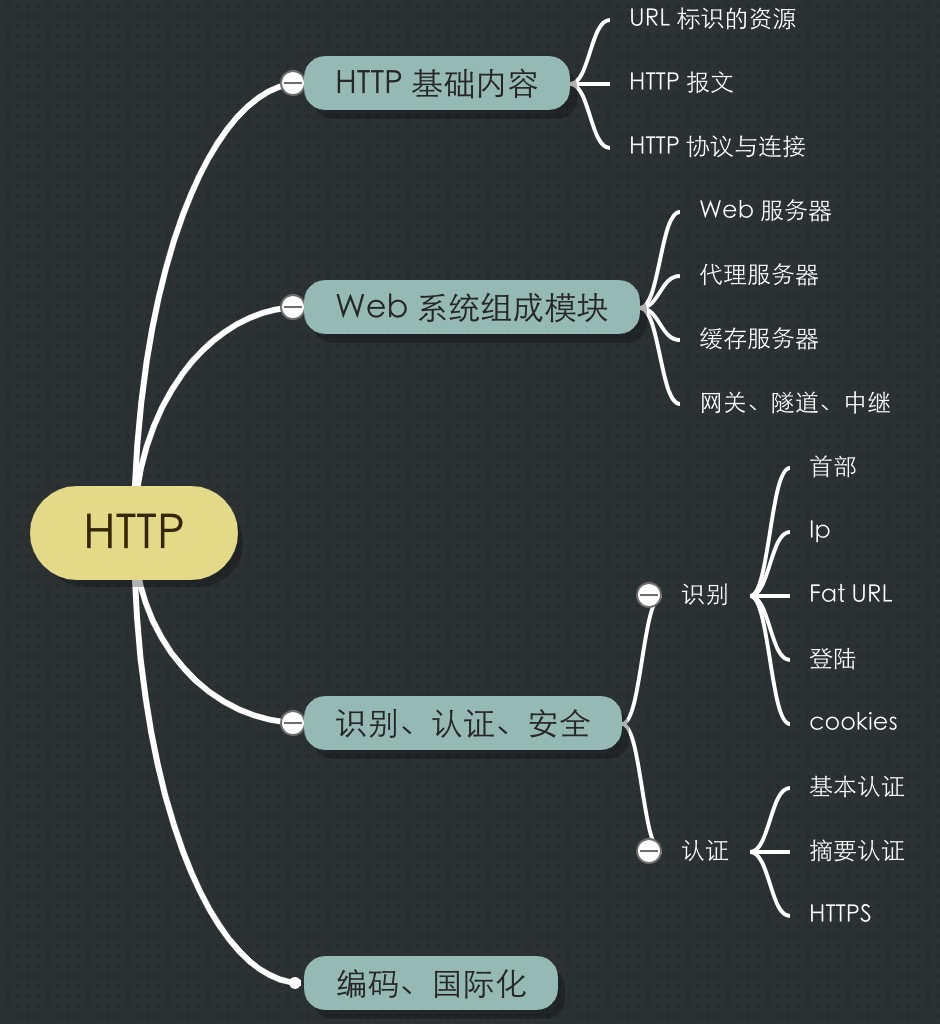 URL 标识的资源
HTTP 基础内容
HTTP 报文
HTTP 协议与连接
Web 服务器
代理服务器
Web 系统组成模块
缓存服务器
网关、隧道、中继
首部
Ip
HTTP
识别
Fat URL
登陆
识别、认证、安全
cookies
基本认证
认证
摘要认证
HTTPS
编码、国际化